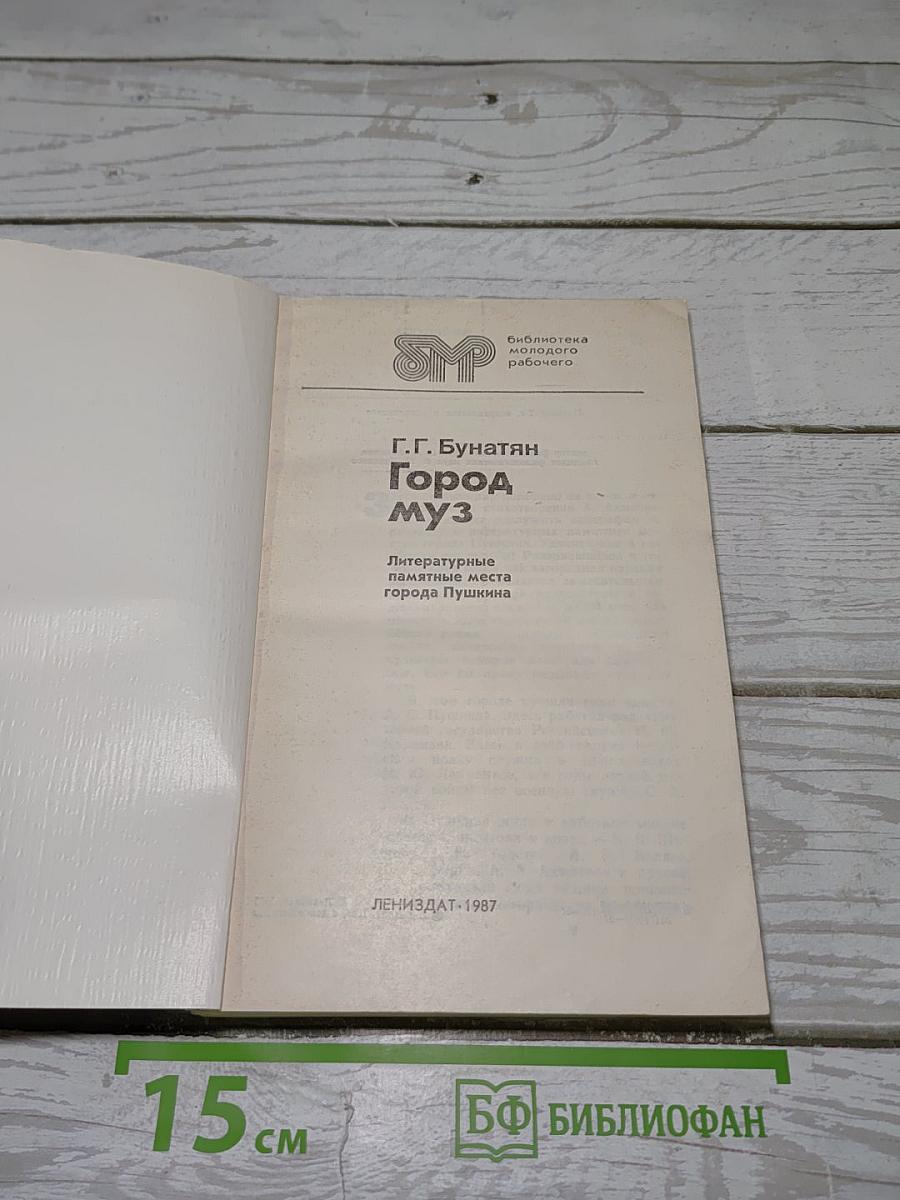 бмр
библиотека
молодого
рабочего
Г.Г. Бунатян
Город
муз
Литературные
памятные места
города Пушкина
ЛЕНИЗДАТ·1987
15 см
БФ БИБЛИОФАН